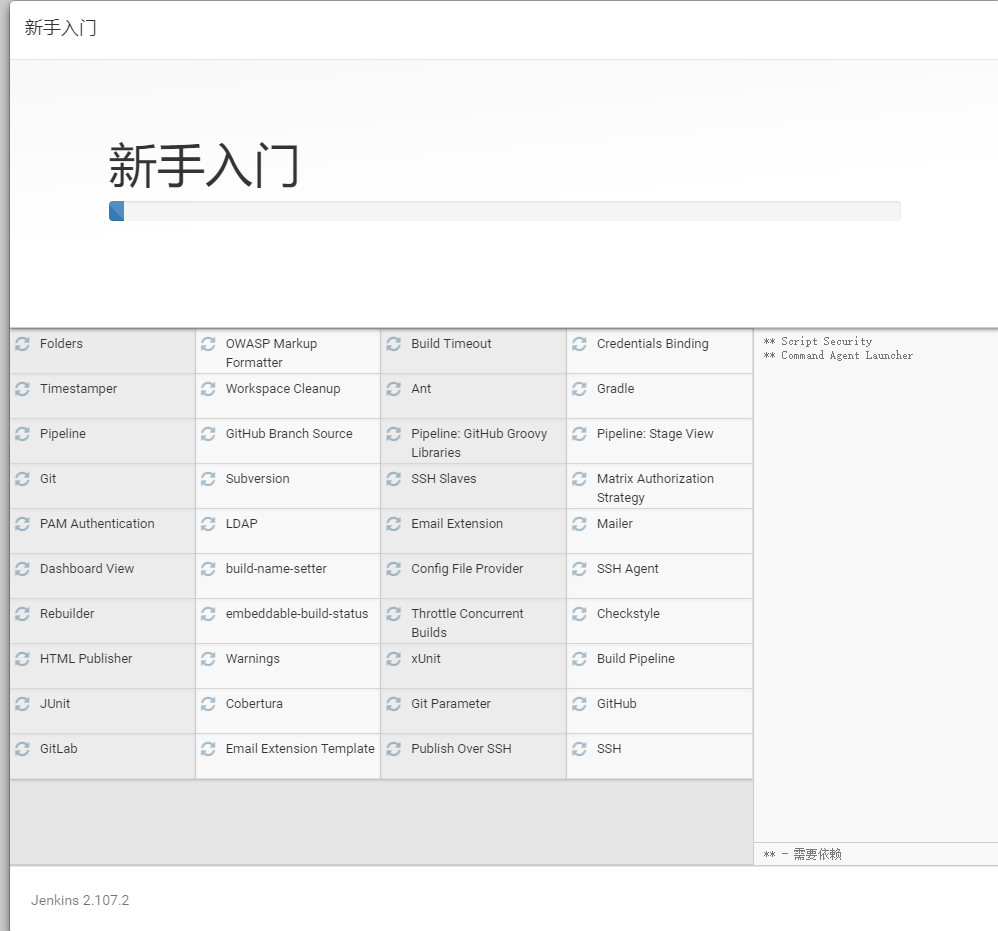 新手入门
新手入门
Folders
OWASP Markup
Formatter
Build Timeout
Credentials Binding
Timestamper
Workspace Cleanup
Ant
Gradle
Pipeline
GitHub Branch Source
Pipeline: GitHub Groovy
Libraries
Pipeline: Stage View
Git
Subversion
SSH Slaves
Matrix Authorization
Strategy
PAM Authentication
LDAP
Email Extension
Mailer
Dashboard View
build-name-setter
Config File Provider
SSH Agent
Rebuilder
embeddable-build-status
Throttle Concurrent
Builds
Checkstyle
HTML Publisher
Warnings
xUnit
Build Pipeline
JUnit
Cobertura
Git Parameter
GitHub
GitLab
Email Extension Template
Publish Over SSH
SSH
** Script Security
** Command Agent Launcher
** - 需要依赖
Jenkins 2.107.2